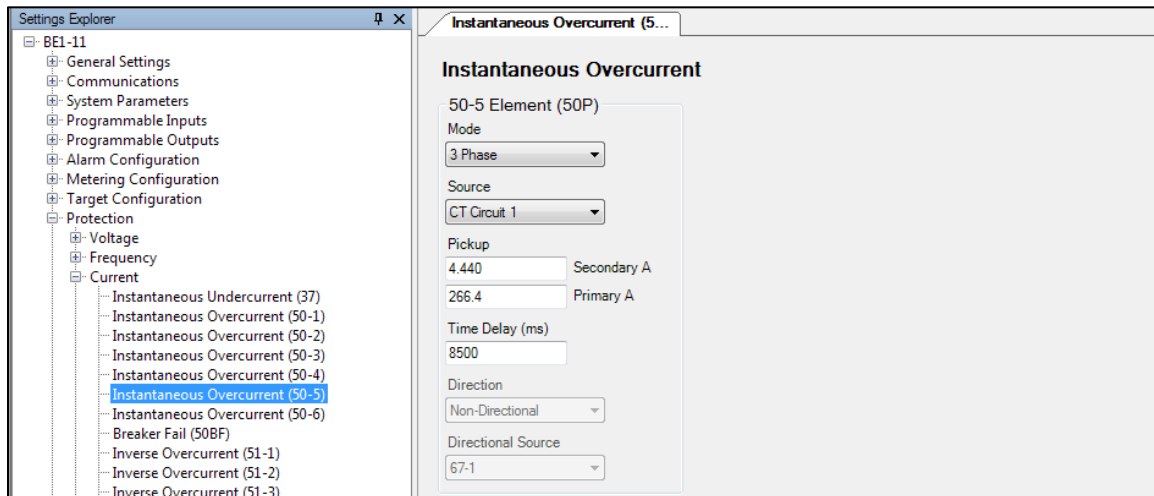 Settings Explorer
BE1-11
General Settings
Communications
System Parameters
Programmable Inputs
Programmable Outputs
Alarm Configuration
Metering Configuration
Target Configuration
Protection
Voltage
Frequency
Current
Instantaneous Undercurrent (37)
Instantaneous Overcurrent (50-1)
Instantaneous Overcurrent (50-2)
Instantaneous Overcurrent (50-3)
Instantaneous Overcurrent (50-4)
Instantaneous Overcurrent (50-5)
Instantaneous Overcurrent (50-6)
Breaker Fail (50BF)
Inverse Overcurrent (51-1)
Inverse Overcurrent (51-2)
Inverse Overcurrent (51-3)
Instantaneous Overcurrent (5...
Instantaneous Overcurrent
50-5 Element (50P)
Mode
3 Phase
Source
CT Circuit 1
Pickup
4.440 Secondary A
266.4 Primary A
Time Delay (ms)
8500
Direction
Non-Directional
Directional Source
67-1